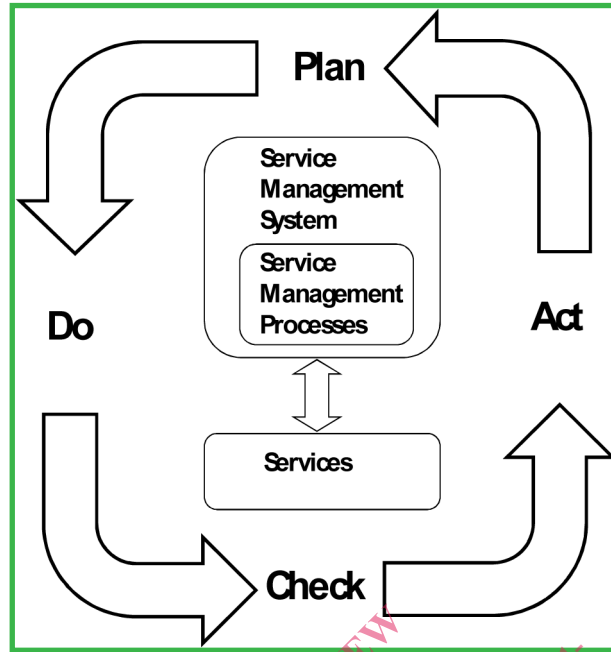 Plan
Service
Management
System
Service
Management
Processes
Do
Act
Services
Check